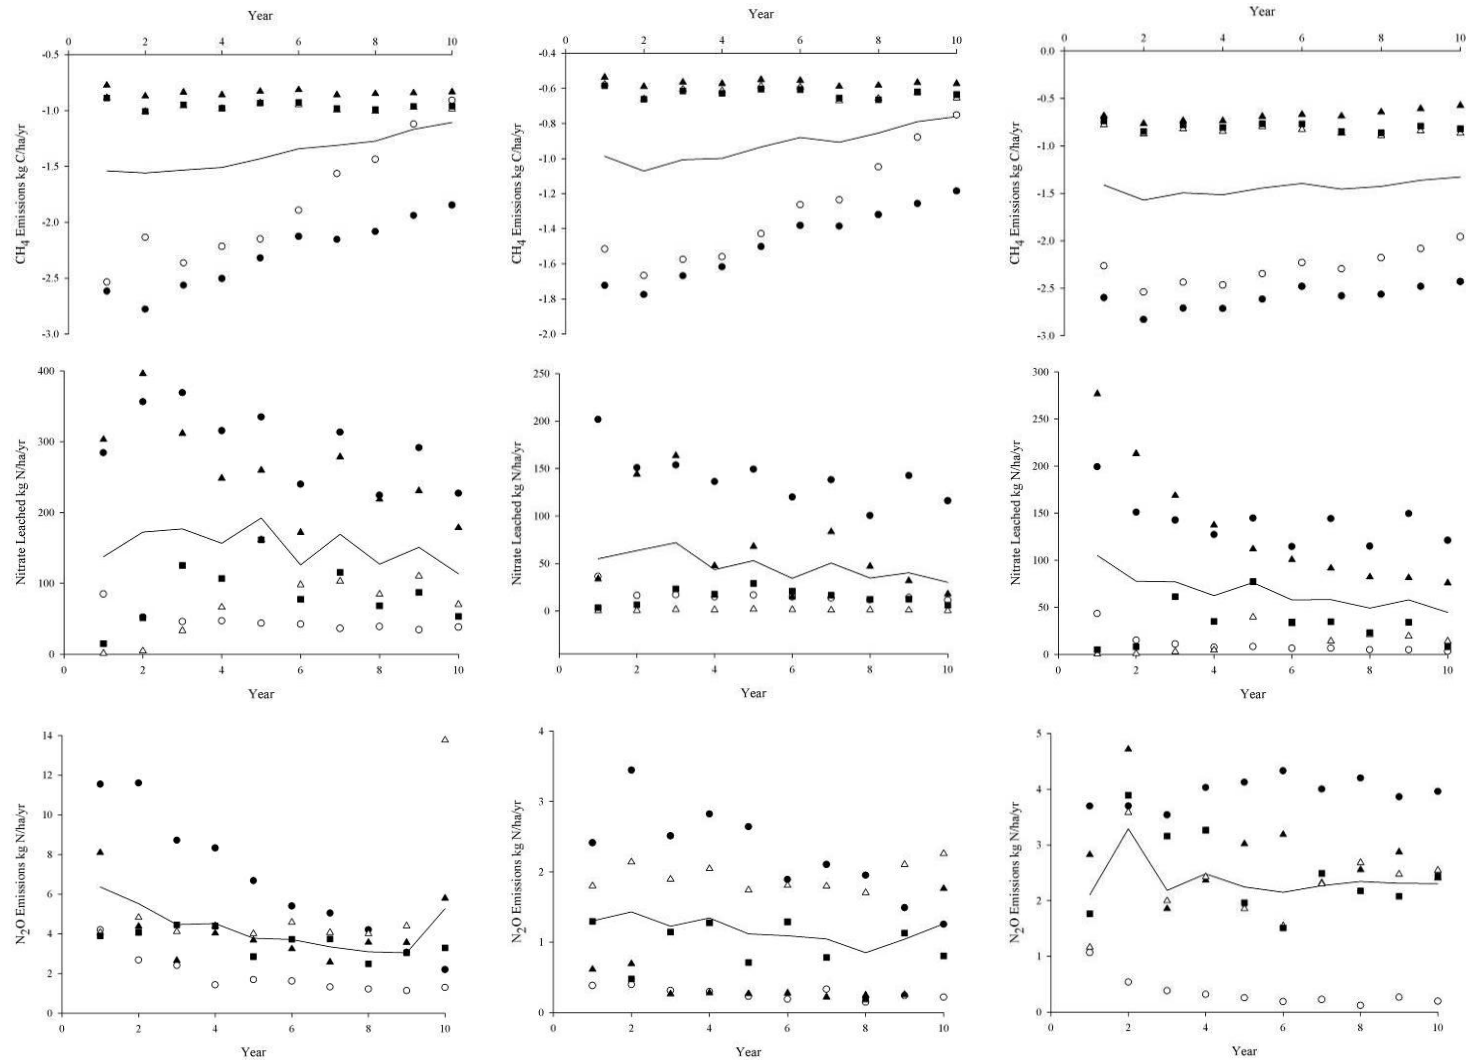 Year
0 2 4 6 8 10
-0.5
-1.0
-1.5
-2.0
-2.5
-3.0
CH4 Emissions kg C/ha/yr
Year
0 2 4 6 8 10
-0.4
-0.6
-0.8
-1.0
-1.2
-1.4
-1.6
-1.8
-2.0
CH4 Emissions kg C/ha/yr
Year
0 2 4 6 8 10
0.0
-0.5
-1.0
-1.5
-2.0
-2.5
-3.0
CH4 Emissions kg C/ha/yr
400
300
200
100
0
Nitrate Leached kg N/ha/yr
0 2 4 6 8 10
Year
250
200
150
100
50
0
Nitrate Leached kg N/ha/yr
0 2 4 6 8 10
Year
300
250
200
150
100
50
0
Nitrate Leached kg N/ha/yr
0 2 4 6 8 10
Year
14
12
10
8
6
4
2
0
N2O Emissions kg N/ha/yr
0 2 4 6 8 10
Year
4
3
2
1
0
N2O Emissions kg N/ha/yr
0 2 4 6 8 10
Year
5
4
3
2
1
0
N2O Emissions kg N/ha/yr
0 2 4 6 8 10
Year